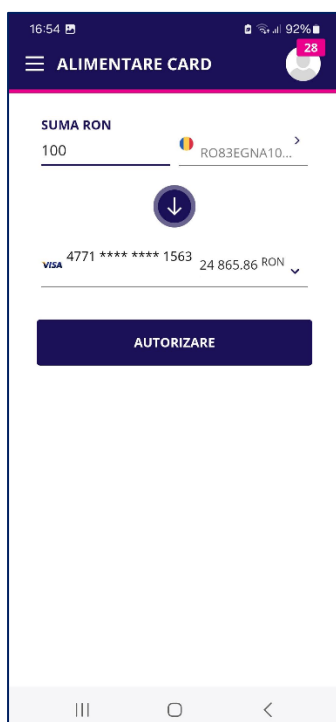 16:54 92%
28
ALIMENTARE CARD
SUMA RON
100 RO83EGNA10...
VISA 4771 **** **** 1563 24 865.86 RON
AUTORIZARE